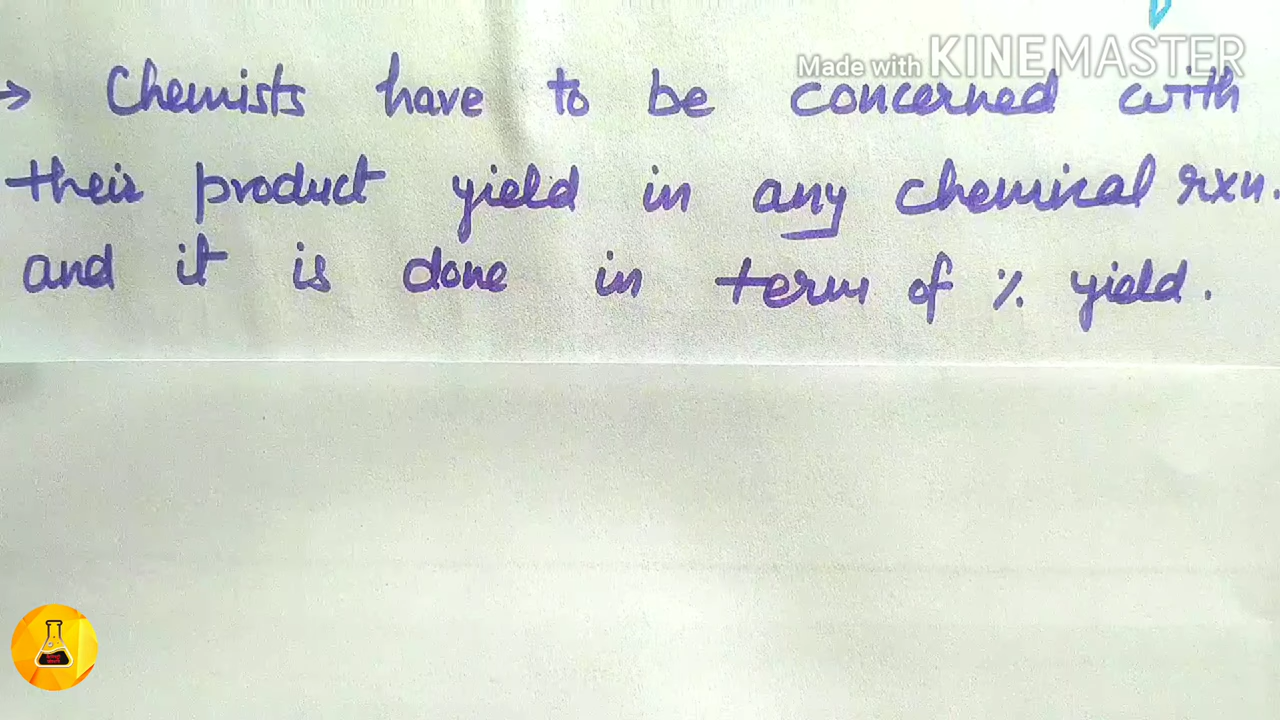 Made with KINEMASTER
→ Chemists have to be concerned with
their product yield in any chemical rxn.
and it is done in term of % yield.